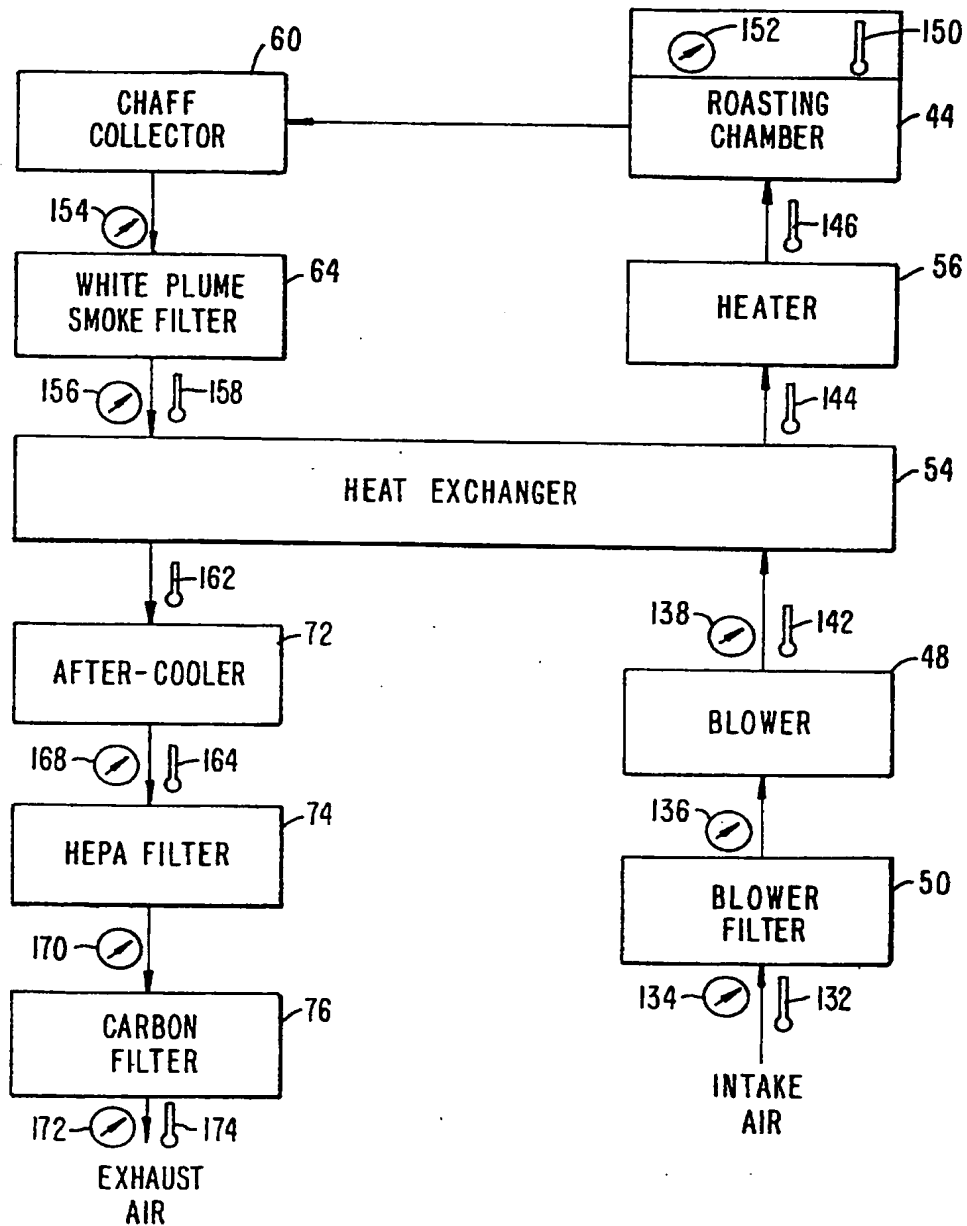 60
CHAFF
COLLECTOR
152
150
ROASTING
CHAMBER
44
154
146
WHITE PLUME
SMOKE FILTER
64
HEATER
56
156
158
144
HEAT EXCHANGER
54
162
138
142
AFTER-COOLER
72
BLOWER
48
168
164
136
HEPA FILTER
74
BLOWER
FILTER
50
170
134
132
CARBON
FILTER
76
INTAKE
AIR
172
174
EXHAUST
AIR